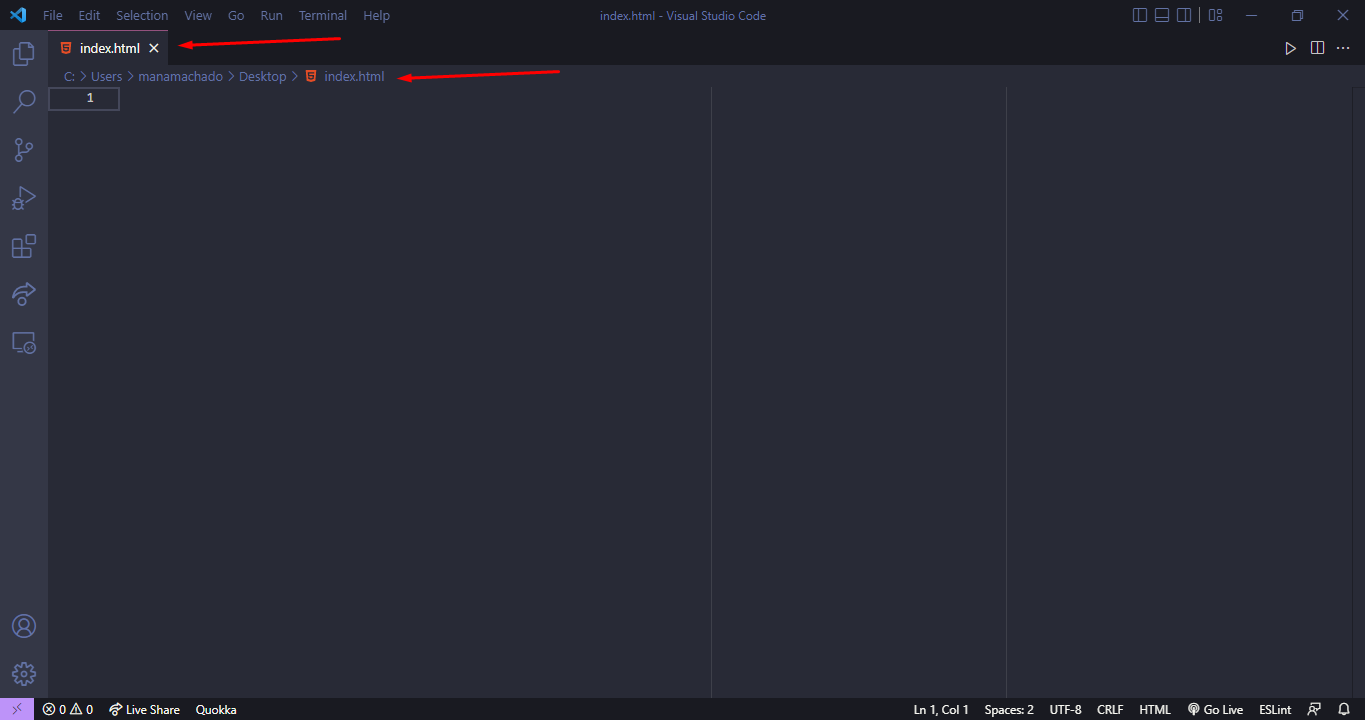 File Edit Selection View Go Run Terminal Help index.html - Visual Studio Code
index.html
C: > Users > manamachado > Desktop > index.html
1
0 0 Live Share Quokka Ln 1, Col 1 Spaces: 2 UTF-8 CRLF HTML Go Live ESLint